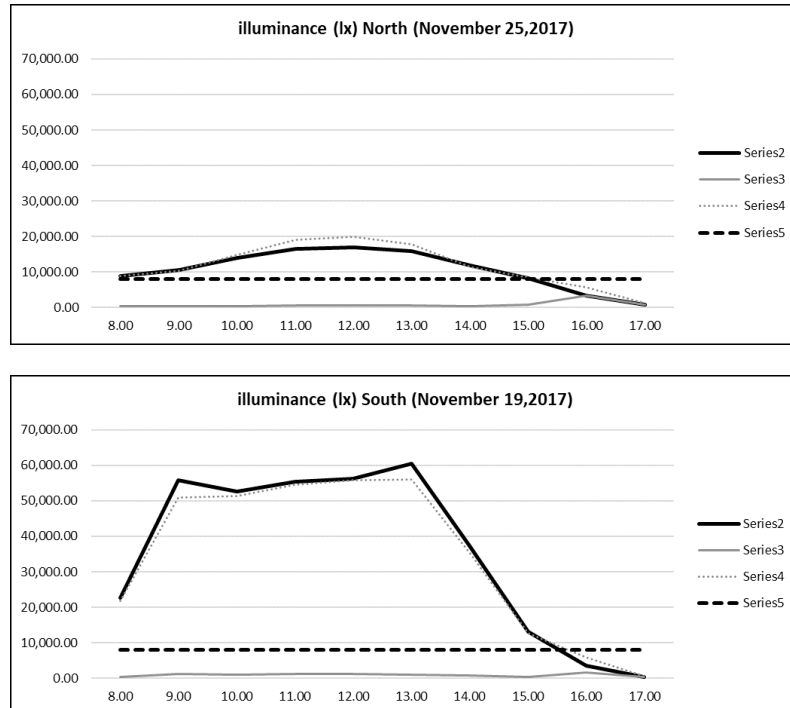 illuminance (lx) North (November 25,2017)
70,000.00
60,000.00
50,000.00
40,000.00
30,000.00
20,000.00
10,000.00
0.00
8.00 9.00 10.00 11.00 12.00 13.00 14.00 15.00 16.00 17.00
Series2
Series3
Series4
Series5
illuminance (lx) South (November 19,2017)
70,000.00
60,000.00
50,000.00
40,000.00
30,000.00
20,000.00
10,000.00
0.00
8.00 9.00 10.00 11.00 12.00 13.00 14.00 15.00 16.00 17.00
Series2
Series3
Series4
Series5